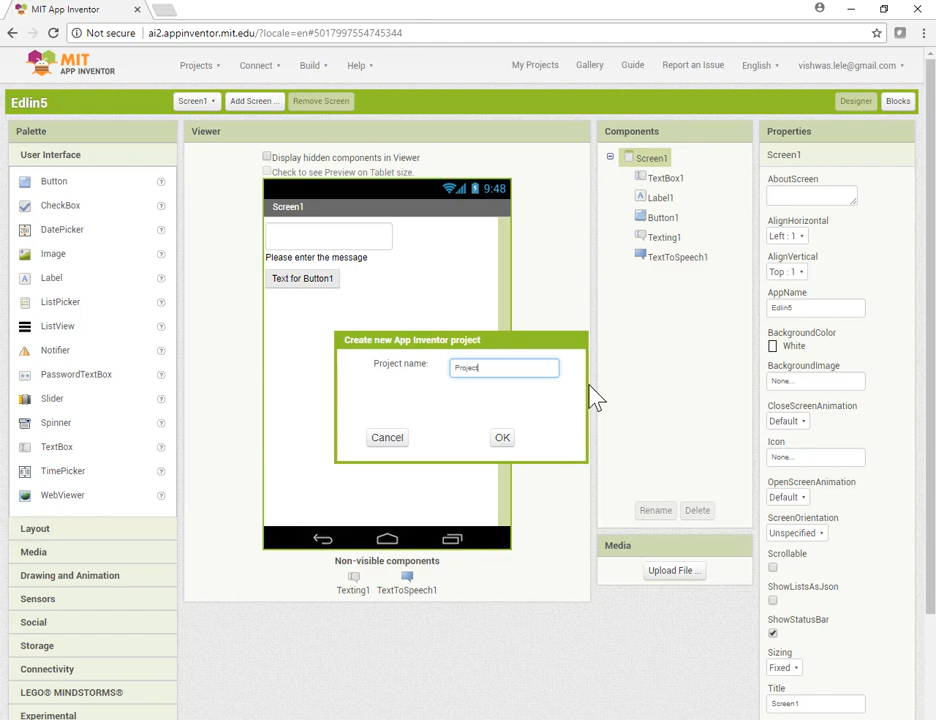 MIT App Inventor
Not secure | ai2.appinventor.mit.edu/?locale=en#5017997554745344
MIT
APP INVENTOR
Projects Connect Build Help My Projects Gallery Guide Report an Issue English vishwas.lele@gmail.com
Edlin5 Screen1 Add Screen ... Remove Screen Designer Blocks
Palette
User Interface
Button
CheckBox
DatePicker
Image
Label
ListPicker
ListView
Notifier
PasswordTextBox
Slider
Spinner
TextBox
TimePicker
WebViewer
Layout
Media
Drawing and Animation
Sensors
Social
Storage
Connectivity
LEGO® MINDSTORMS®
Experimental
Viewer
Display hidden components in Viewer
Check to see Preview on Tablet size.
9:48
Screen1
Please enter the message
Text for Button1
Create new App Inventor project
Project name: Project
Cancel OK
Non-visible components
Texting1 TextToSpeech1
Components
Screen1
TextBox1
Label1
Button1
Texting1
TextToSpeech1
Rename Delete
Media
Upload File ...
Properties
Screen1
AboutScreen
AlignHorizontal
Left : 1
AlignVertical
Top : 1
AppName
Edlin5
BackgroundColor
White
BackgroundImage
None...
CloseScreenAnimation
Default
Icon
None...
OpenScreenAnimation
Default
ScreenOrientation
Unspecified
Scrollable
ShowListsAsJson
ShowStatusBar
Sizing
Fixed
Title
Screen1